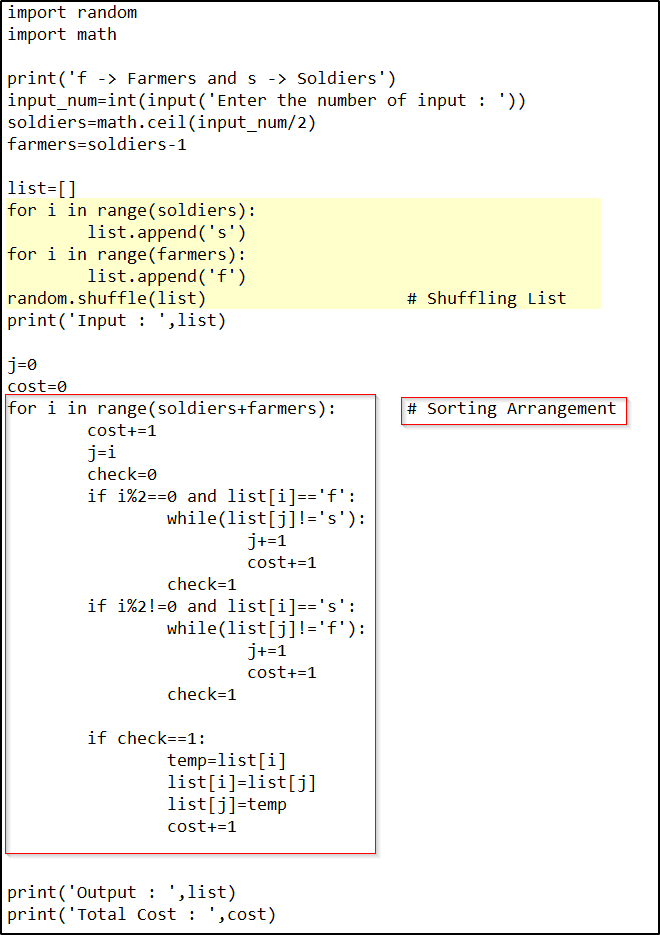 import random
import math

print('f -> Farmers and s -> Soldiers')
input_num=int(input('Enter the number of input : '))
soldiers=math.ceil(input_num/2)
farmers=soldiers-1

list=[]
for i in range(soldiers):
        list.append('s')
for i in range(farmers):
        list.append('f')
random.shuffle(list)                    # Shuffling List
print('Input : ',list)

j=0
cost=0
for i in range(soldiers+farmers):       # Sorting Arrangement
        cost+=1
        j=i
        check=0
        if i%2==0 and list[i]=='f':
                while(list[j]!='s'):
                        j+=1
                        cost+=1
                check=1
        if i%2!=0 and list[i]=='s':
                while(list[j]!='f'):
                        j+=1
                        cost+=1
                check=1

        if check==1:
                temp=list[i]
                list[i]=list[j]
                list[j]=temp
                cost+=1

print('Output : ',list)
print('Total Cost : ',cost)